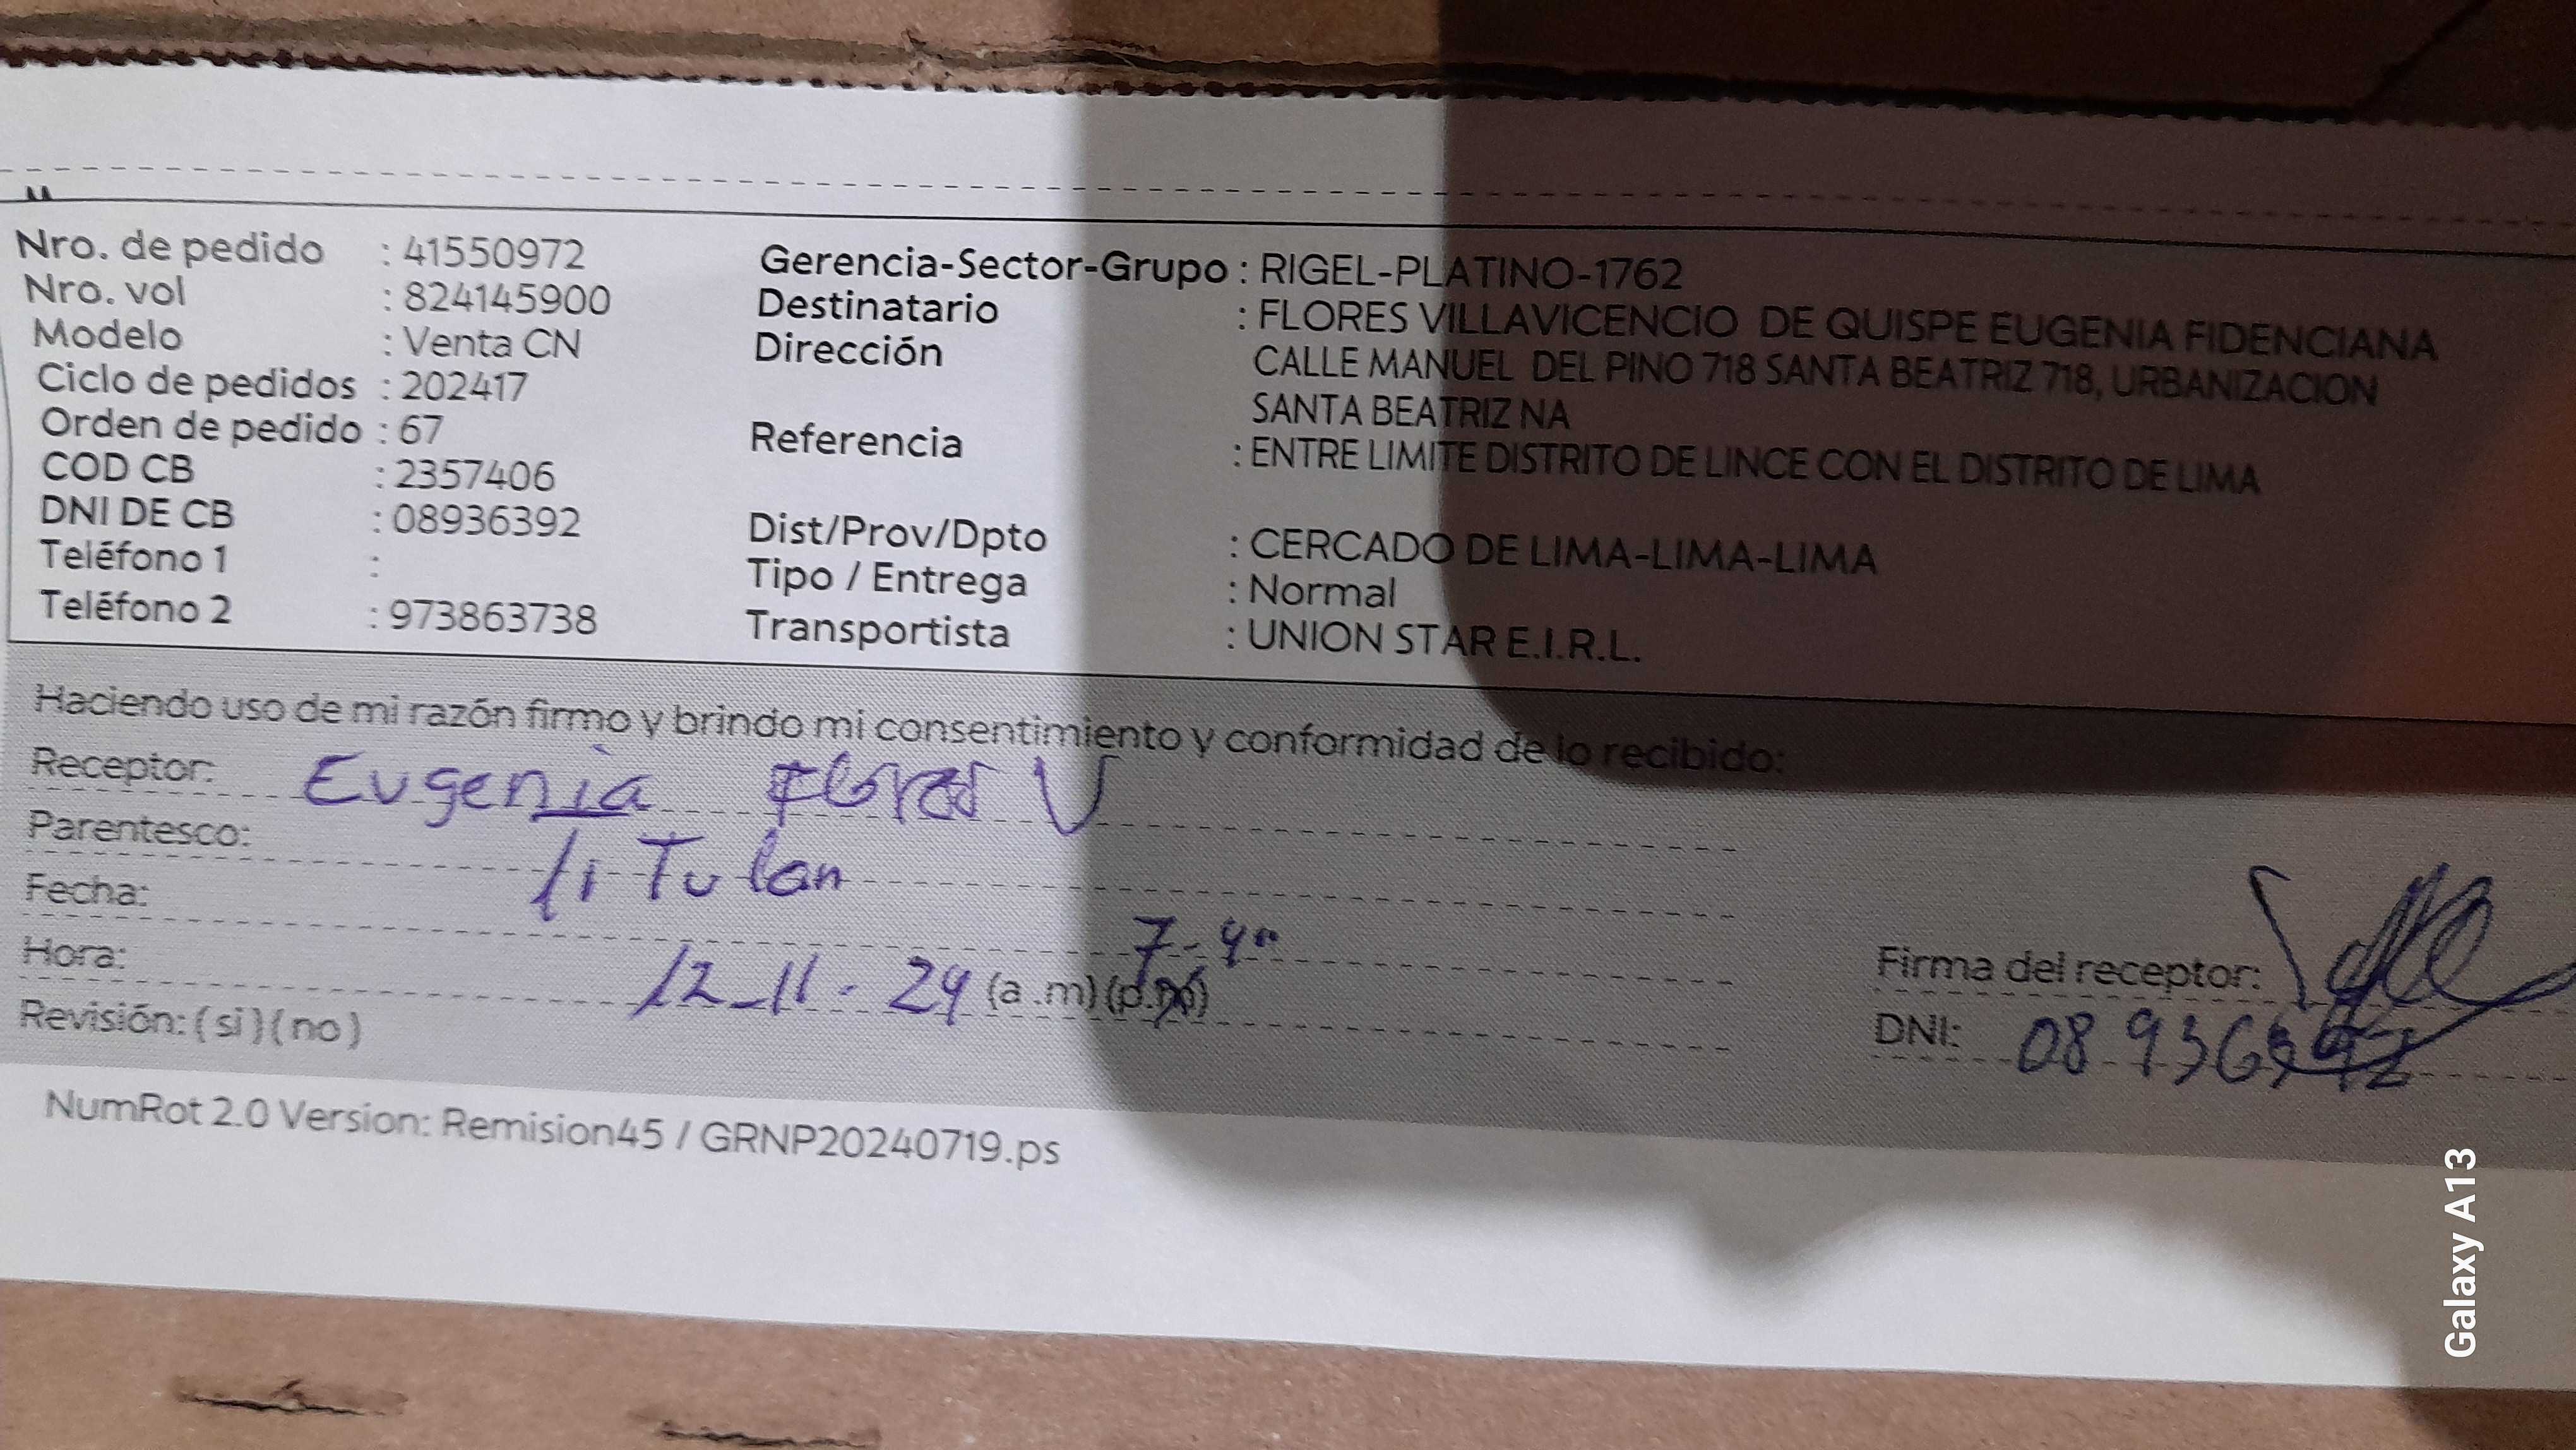 Nro. de pedido : 41550972
Nro. vol : 824145900
Modelo : Venta CN
Ciclo de pedidos : 202417
Orden de pedido : 67
COD CB : 2357406
DNI DE CB : 08936392
Teléfono 1 :
Teléfono 2 : 973863738
Gerencia-Sector-Grupo : RIGEL-PLATINO-1762
Destinatario : FLORES VILLAVICENCIO DE QUISPE EUGENIA FIDENCIANA
Dirección CALLE MANUEL DEL PINO 718 SANTA BEATRIZ 718, URBANIZACION
SANTA BEATRIZ NA
Referencia : ENTRE LIMITE DISTRITO DE LINCE CON EL DISTRITO DE LIMA
Dist/Prov/Dpto : CERCADO DE LIMA-LIMA-LIMA
Tipo / Entrega : Normal
Transportista : UNION STAR E.I.R.L.
Haciendo uso de mi razón firmo y brindo mi consentimiento y conformidad de lo recibido:
Receptor: Eugenia Flores V
Parentesco:
Fecha:
7-40
Hora: 12-11-24 (a .m) (p.m)
Revisión: (si) (no)
Firma del receptor:
DNI: 08936392
NumRot 2.0 Version: Remision45 / GRNP20240719.ps
Galaxy A13